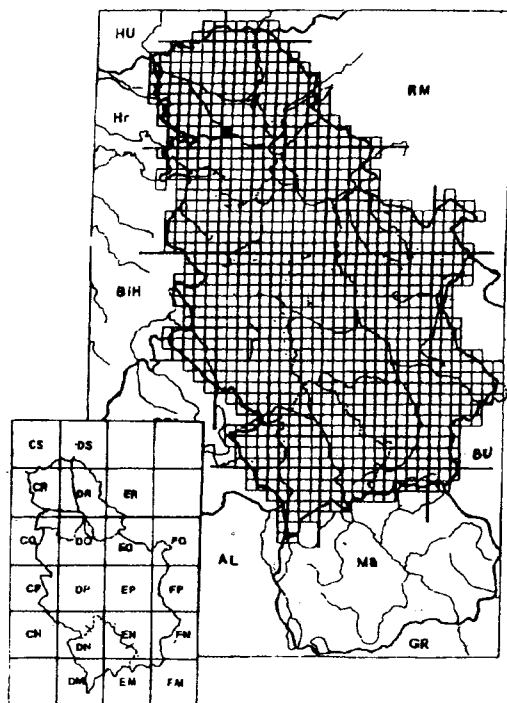 HU
RM
Hr
BiH
BU
AL
Ma
GR
CS DS
CR DR ER
CQ DQ EQ FQ
CP DP EP FP
CN DN EN FN
DM EM FM